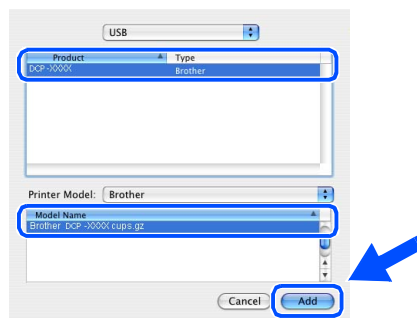 USB
Product Type
DCP-XXXX Brother
Printer Model: Brother
Model Name
Brother DCP -XXXX cups.gz
Cancel Add